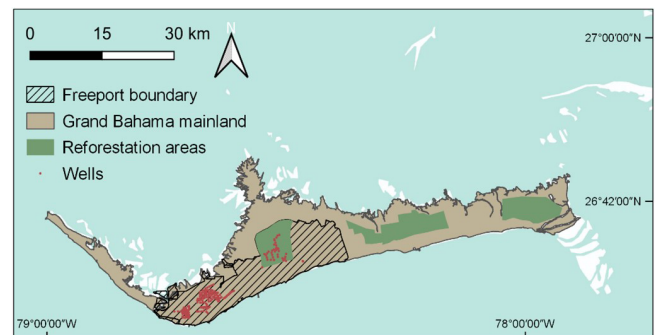 0 15 30 km
N
27°00'00"N
Freeport boundary
Grand Bahama mainland
Reforestation areas
Wells
26°42'00"N
79°00'00"W 78°00'00"W